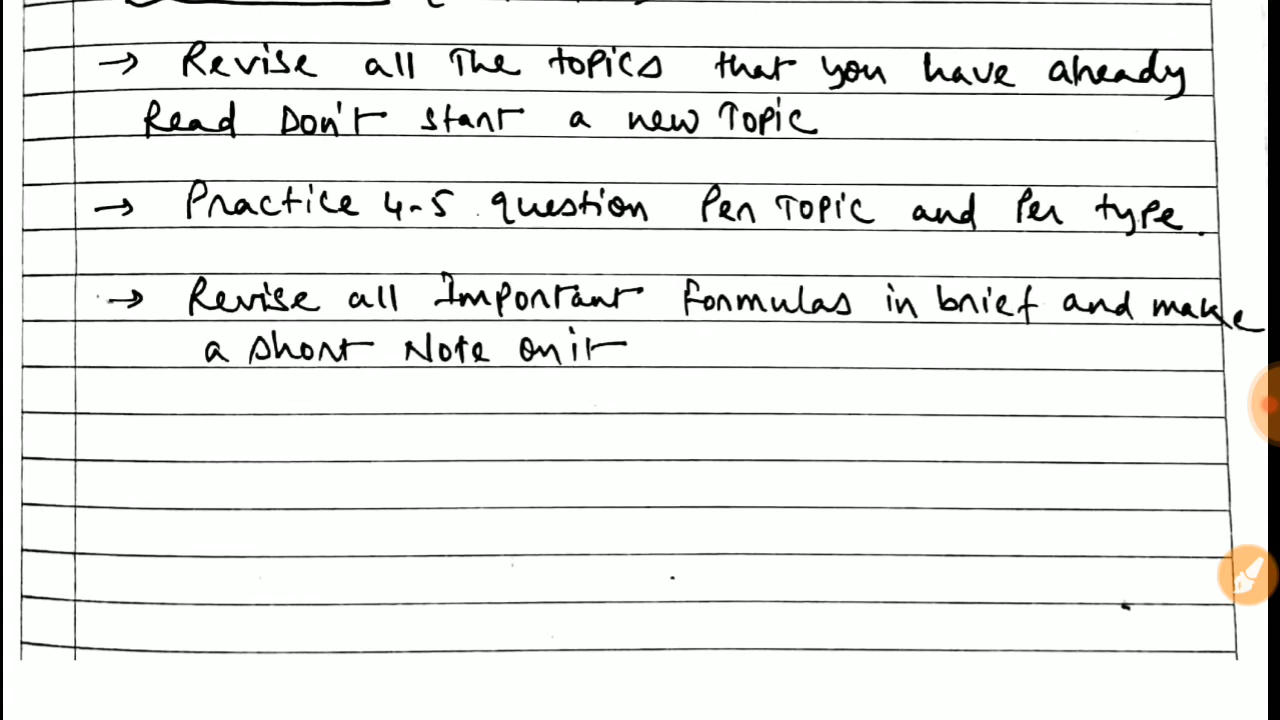 → Revise all The topics that you have already
Read Don't start a new Topic
→ Practice 4-5 question Per Topic and Per type.
→ Revise all Important formulas in brief and make
a short Note on it